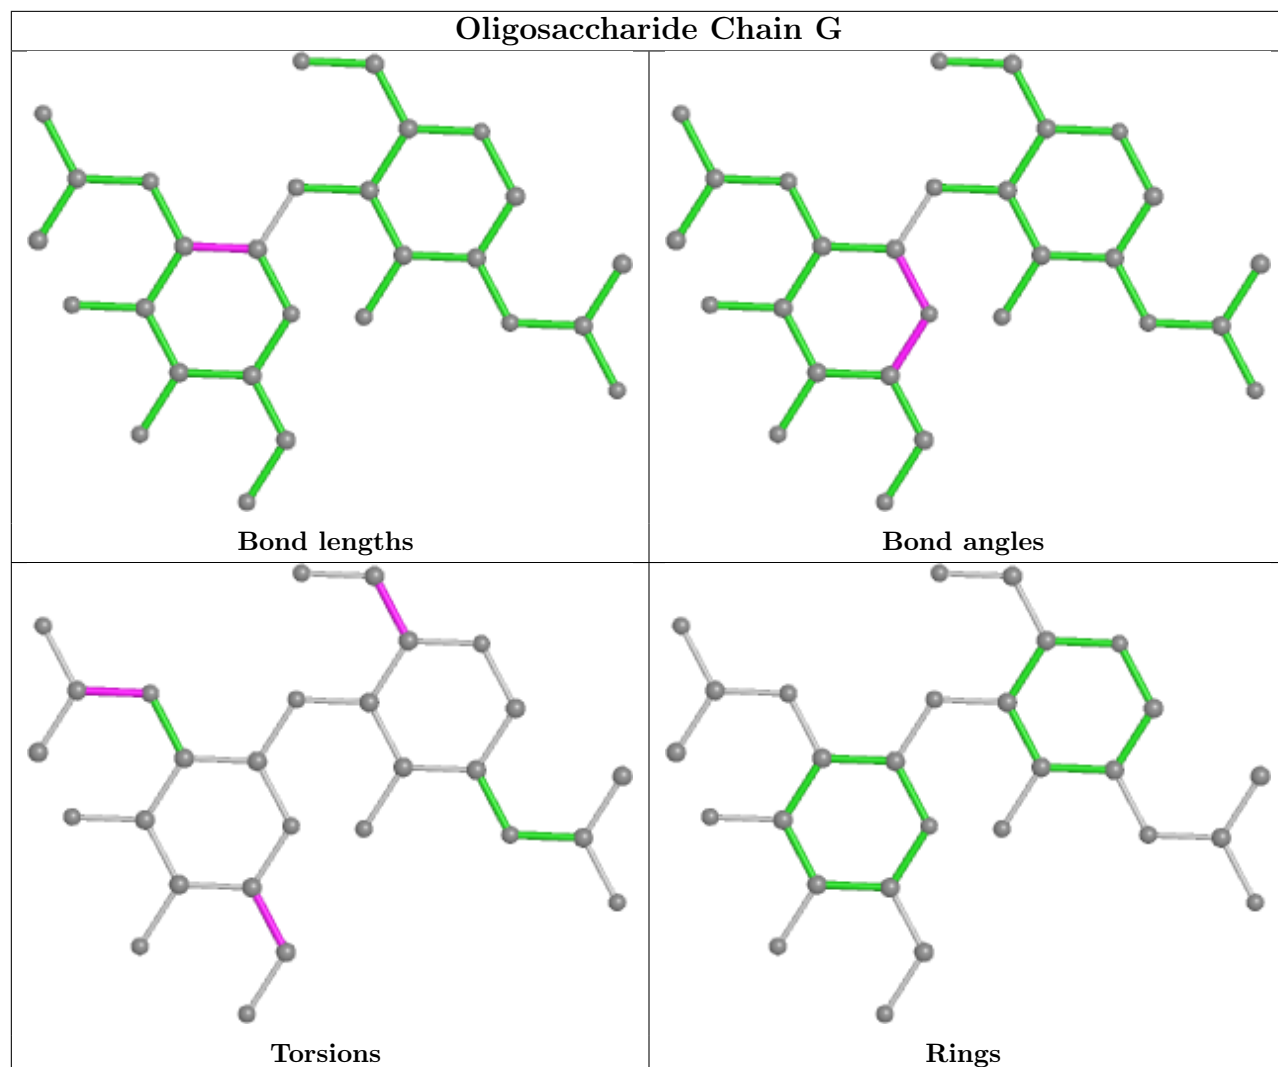 Oligosaccharide Chain G
Bond lengths
Bond angles
Torsions
Rings